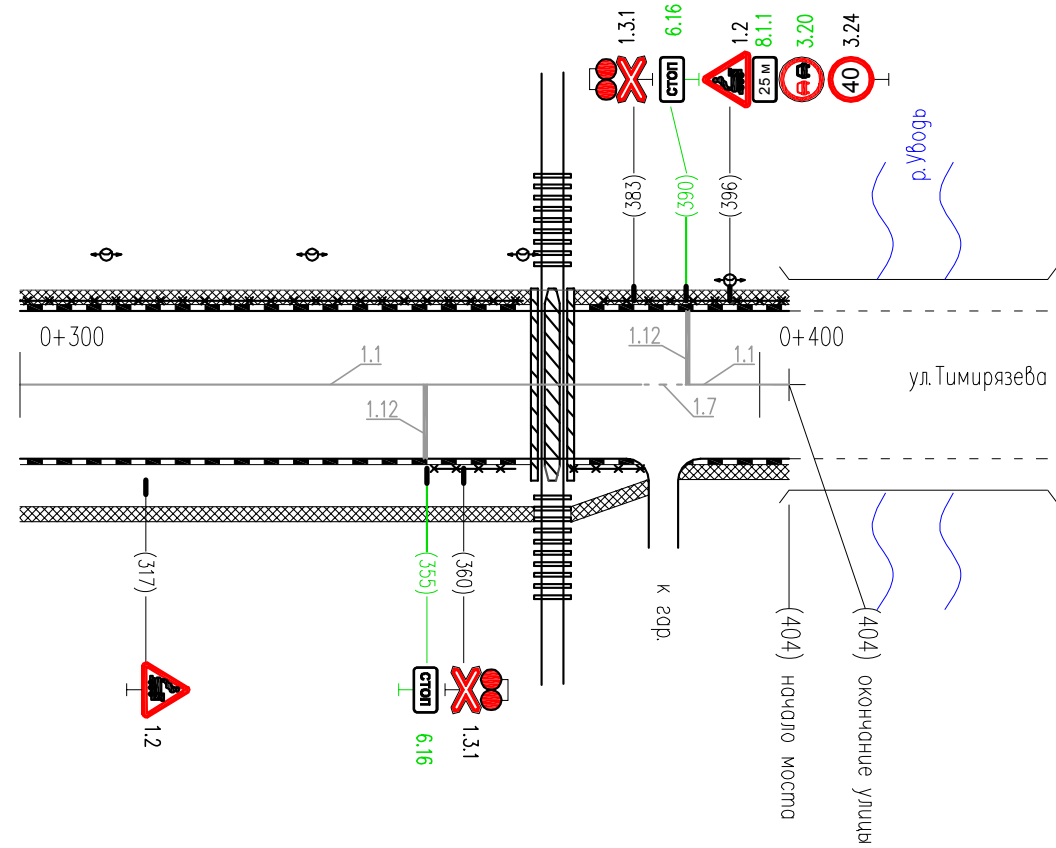 1.3.1
6.16
1.2
8.1.1
3.20
3.24
СТОП
25 м
40
(383)
(390)
(396)
р.Уводь
0+300
0+400
1.1
1.12
1.12
1.1
1.7
ул.Тимирязева
(317)
(355)
(360)
к гар.
(404) начало моста
(404) окончание улицы
СТОП
1.2
6.16
1.3.1